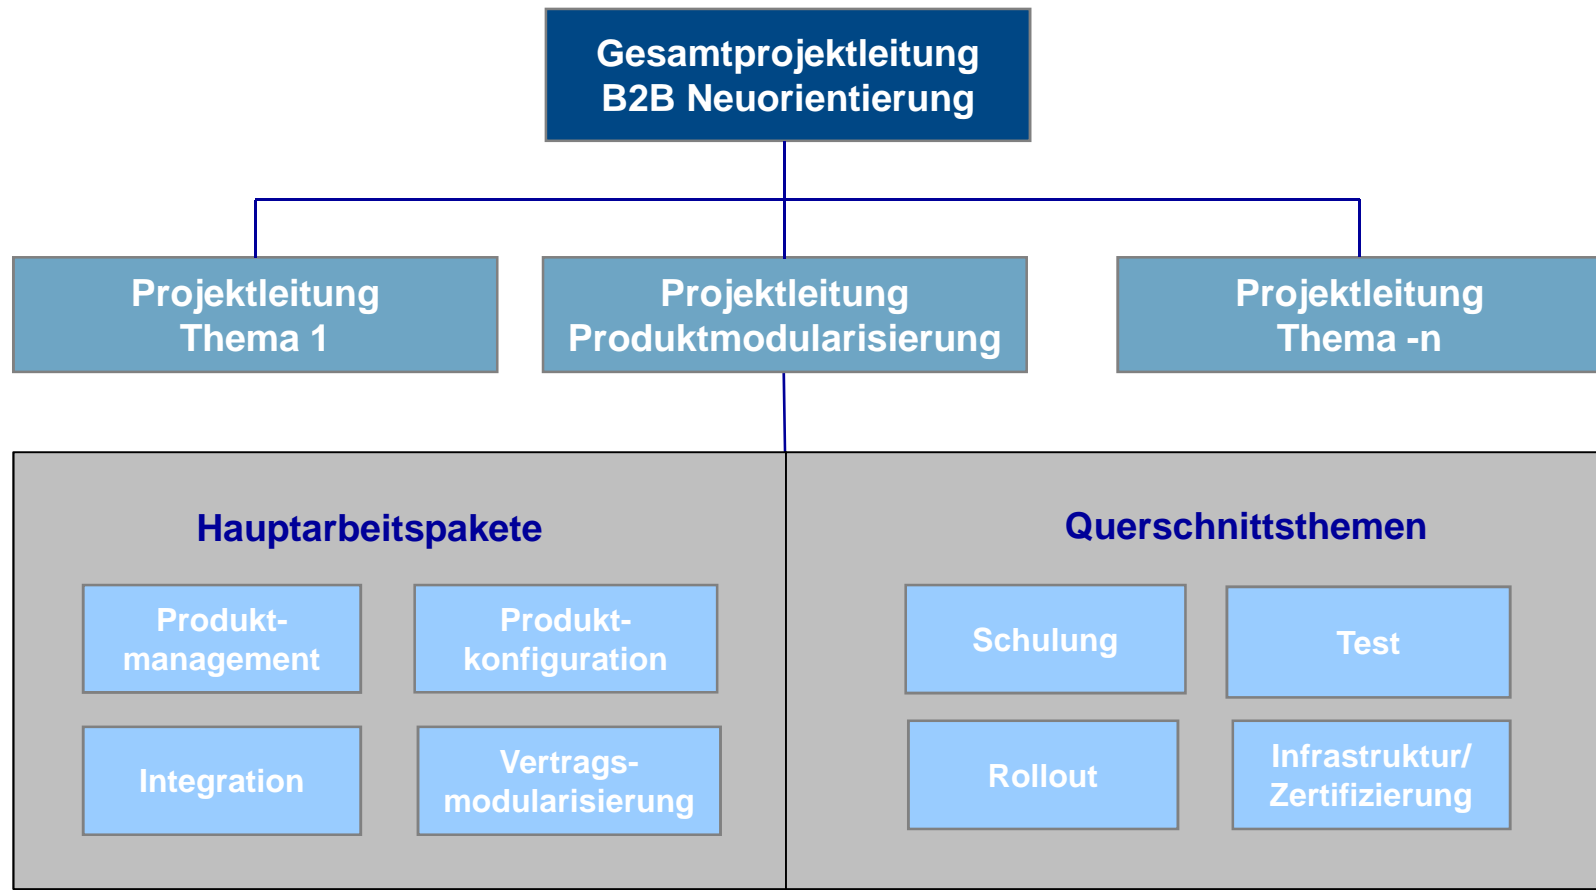 Gesamtprojektleitung
B2B Neuorientierung
Projektleitung
Thema 1
Projektleitung
Produktmodularisierung
Projektleitung
Thema -n
Hauptarbeitspakete
Produkt-
management
Produkt-
konfiguration
Integration
Vertrags-
modularisierung
Querschnittsthemen
Schulung
Test
Rollout
Infrastruktur/
Zertifizierung